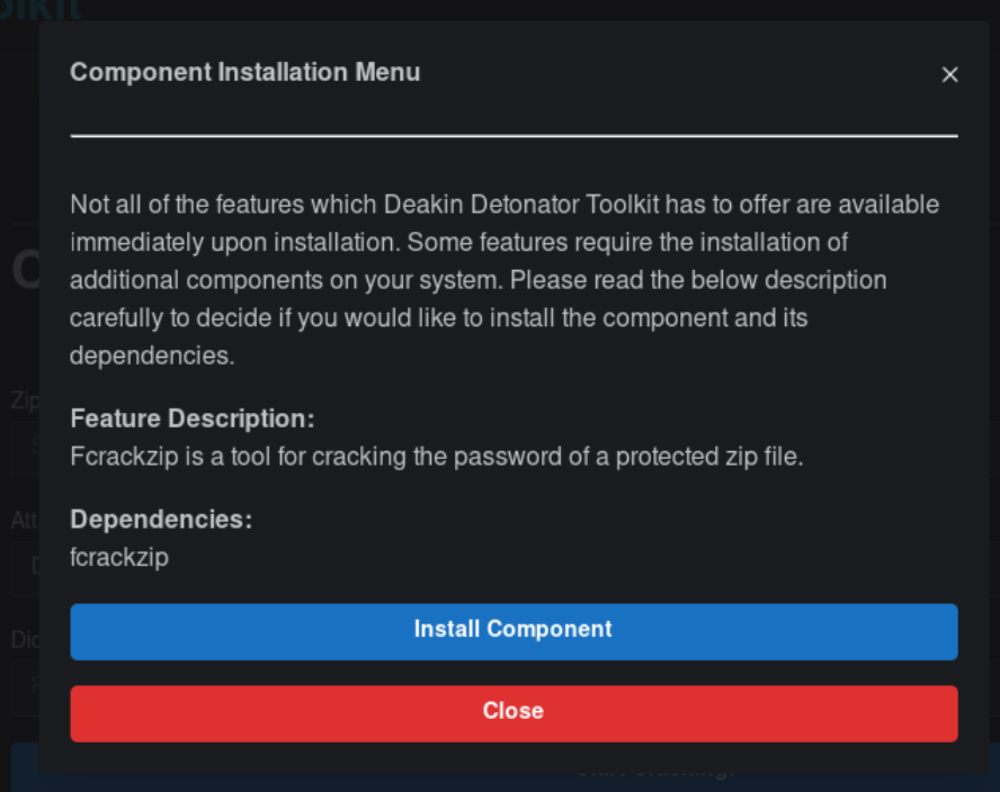 Component Installation Menu
Not all of the features which Deakin Detonator Toolkit has to offer are available
immediately upon installation. Some features require the installation of
additional components on your system. Please read the below description
carefully to decide if you would like to install the component and its
dependencies.
Zip
Feature Description:
Fcrackzip is a tool for cracking the password of a protected zip file.
Dependencies:
fcrackzip
Install Component
Close